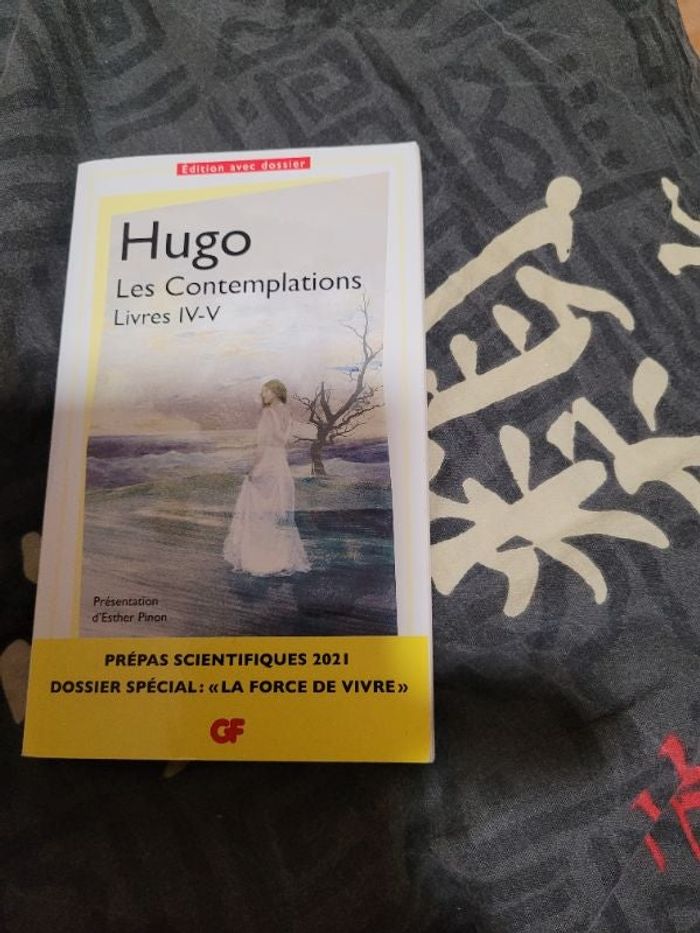 Édition avec dossier
Hugo
Les Contemplations
Livres IV-V
Présentation
d'Esther Pinon
PRÉPAS SCIENTIFIQUES 2021
DOSSIER SPÉCIAL : « LA FORCE DE VIVRE »
GF